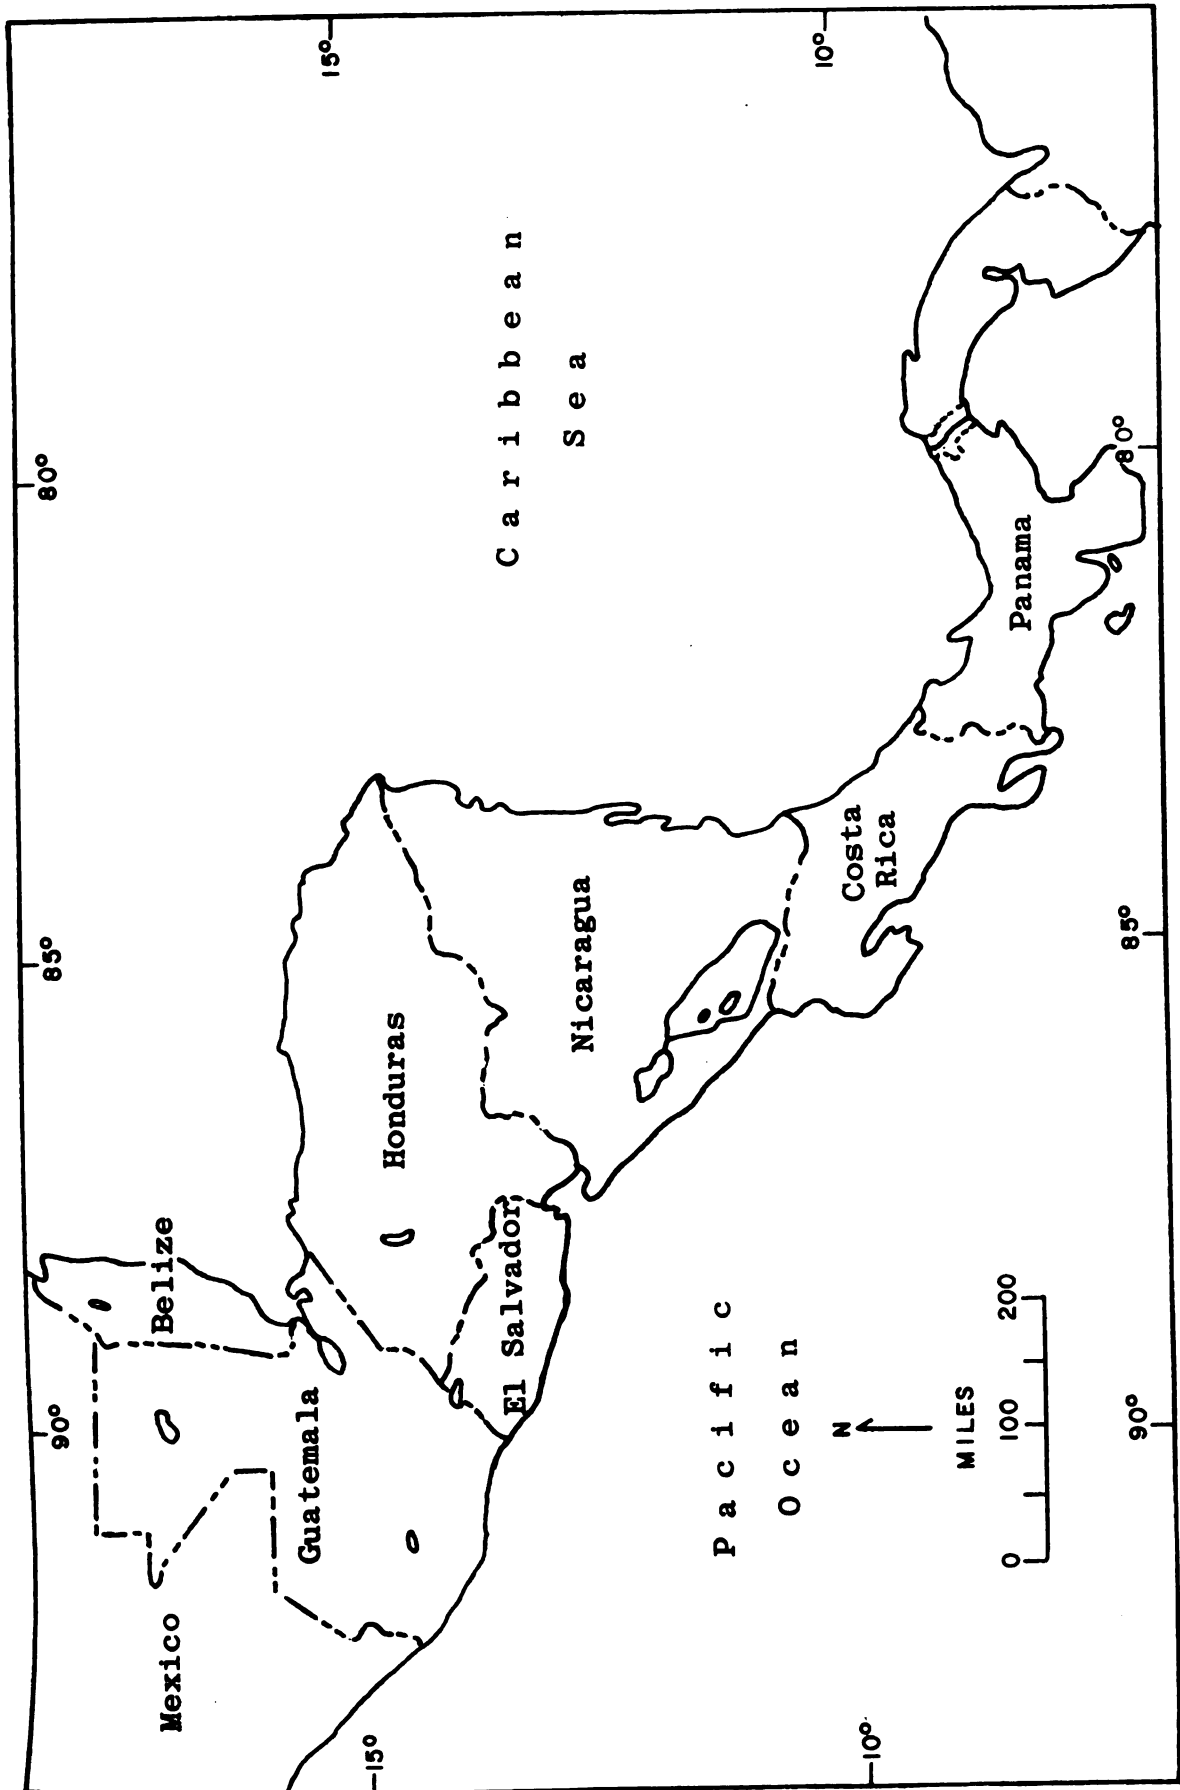 90°
85°
80°
15°
15°
10°
10°
90°
85°
80°
Mexico
Belize
Guatemala
Honduras
El Salvador
Nicaragua
Costa
Rica
Panama
Caribbean
Sea
Pacific
Ocean
N
MILES
0 100 200